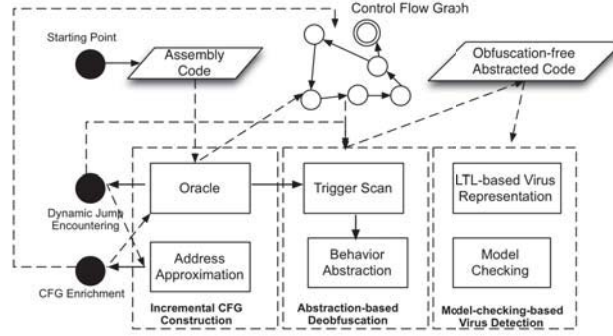 Control Flow Graph
Starting Point
Assembly
Code
Obfuscation-free
Abstracted Code
Oracle
Trigger Scan
LTL-based Virus
Representation
Dynamic Jump
Encountering
Address
Approximation
Behavior
Abstraction
Model
Checking
CFG Enrichment
Incremental CFG
Construction
Abstraction-based
Deobfuscation
Model-checking-based
Virus Detection